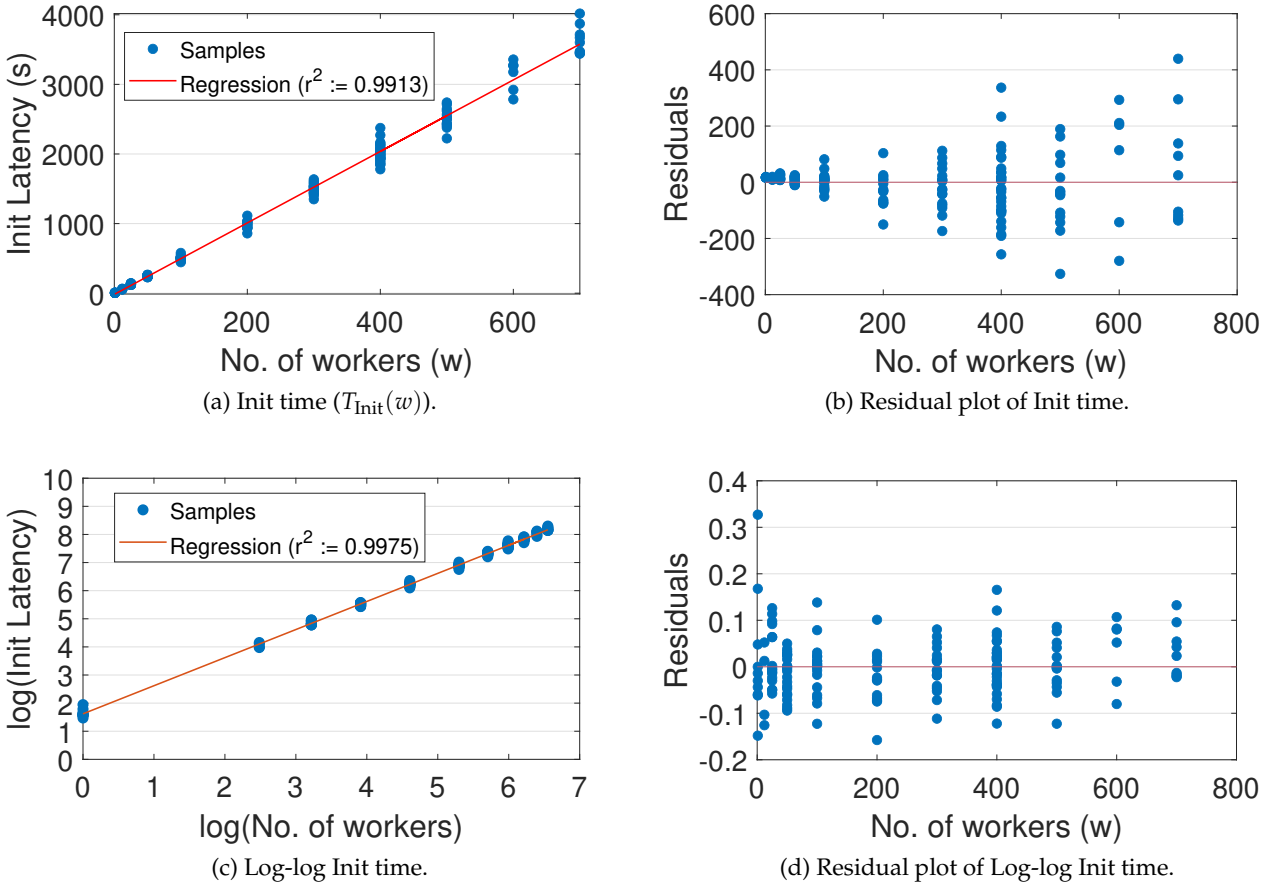 4000
3000
2000
1000
0
Init Latency (s)
Samples
Regression (r² := 0.9913)
0 200 400 600
No. of workers (w)
(a) Init time (T_Init(w)).
600
400
200
0
-200
-400
Residuals
0 200 400 600 800
No. of workers (w)
(b) Residual plot of Init time.
10
9
8
7
6
5
4
3
2
1
0
log(Init Latency)
Samples
Regression (r² := 0.9975)
0 1 2 3 4 5 6 7
log(No. of workers)
(c) Log-log Init time.
0.4
0.3
0.2
0.1
0
-0.1
-0.2
Residuals
0 200 400 600 800
No. of workers (w)
(d) Residual plot of Log-log Init time.